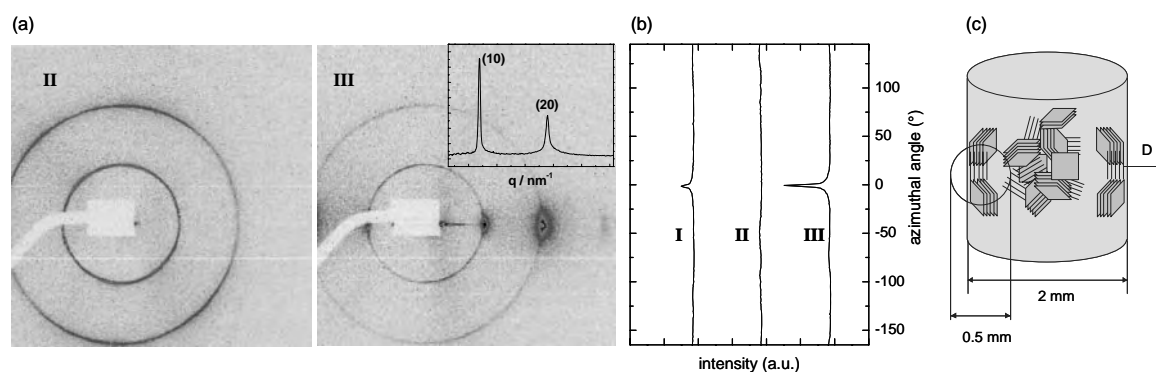 (a)
II
III
(10)
(20)
q / nm⁻¹
(b)
I
II
III
100
50
0
-50
-100
-150
azimuthal angle (°)
intensity (a.u.)
(c)
D
2 mm
0.5 mm